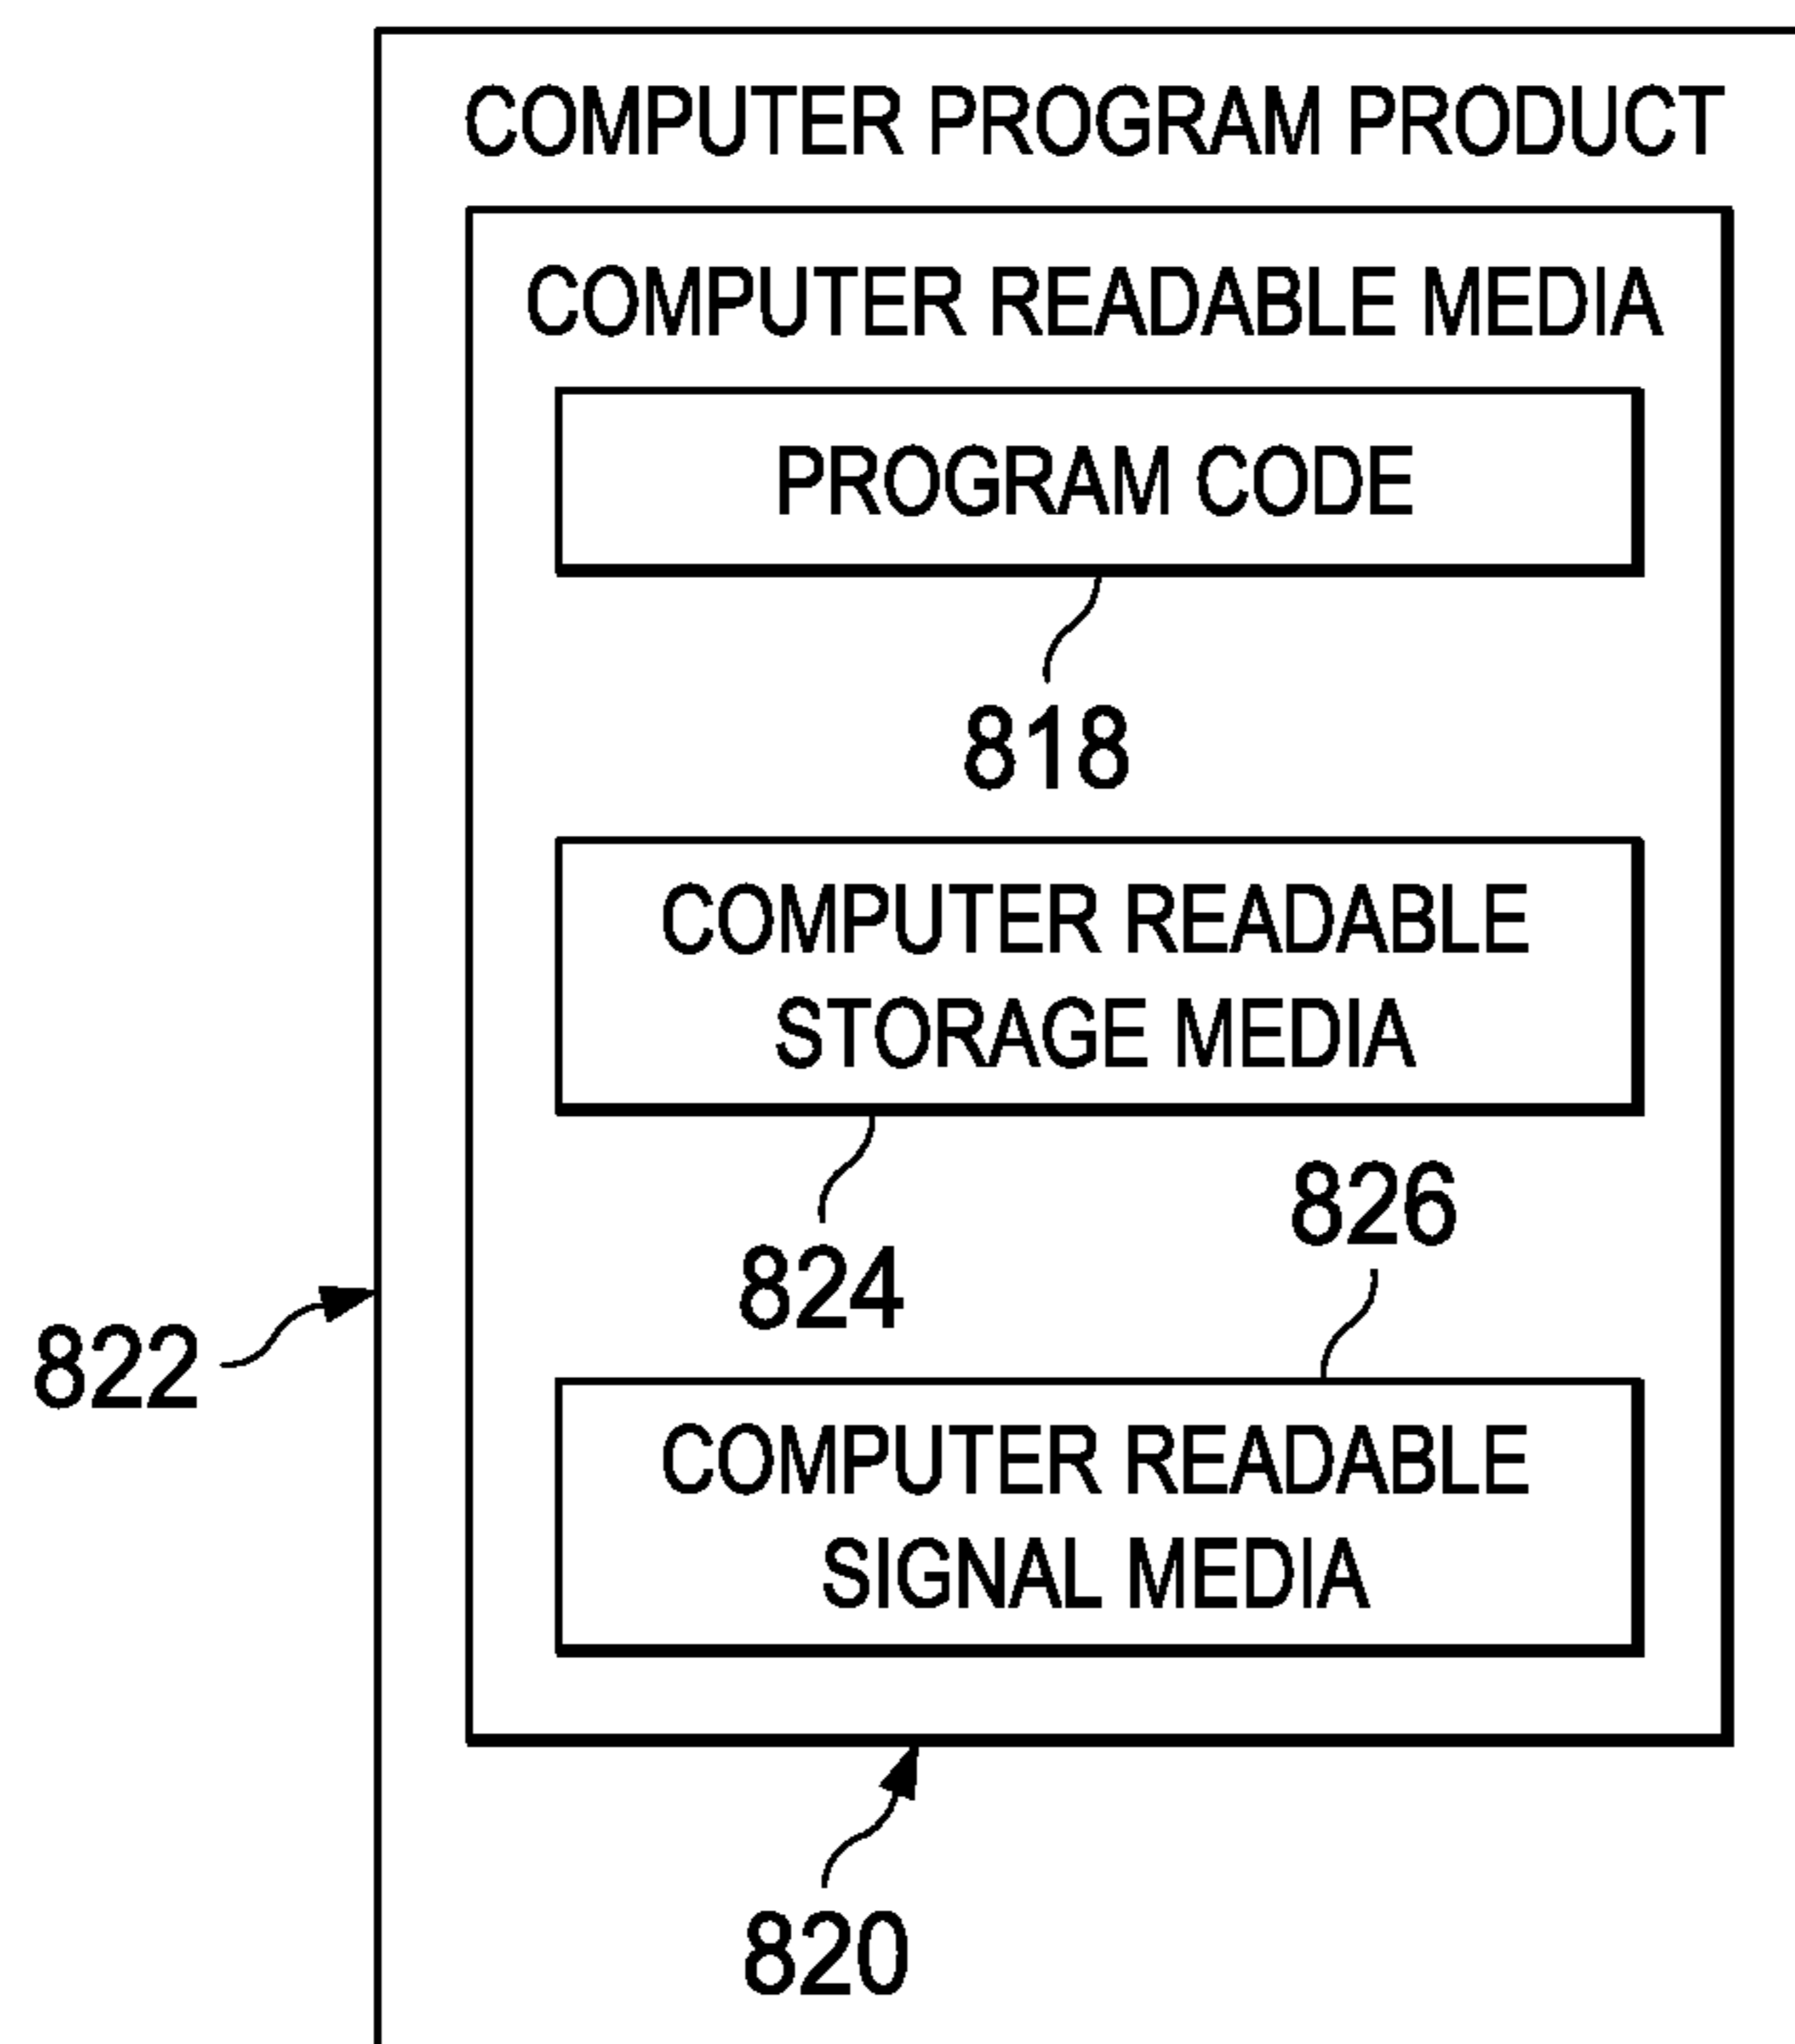 COMPUTER PROGRAM PRODUCT
COMPUTER READABLE MEDIA
PROGRAM CODE
818
COMPUTER READABLE
STORAGE MEDIA
824
826
822
COMPUTER READABLE
SIGNAL MEDIA
820